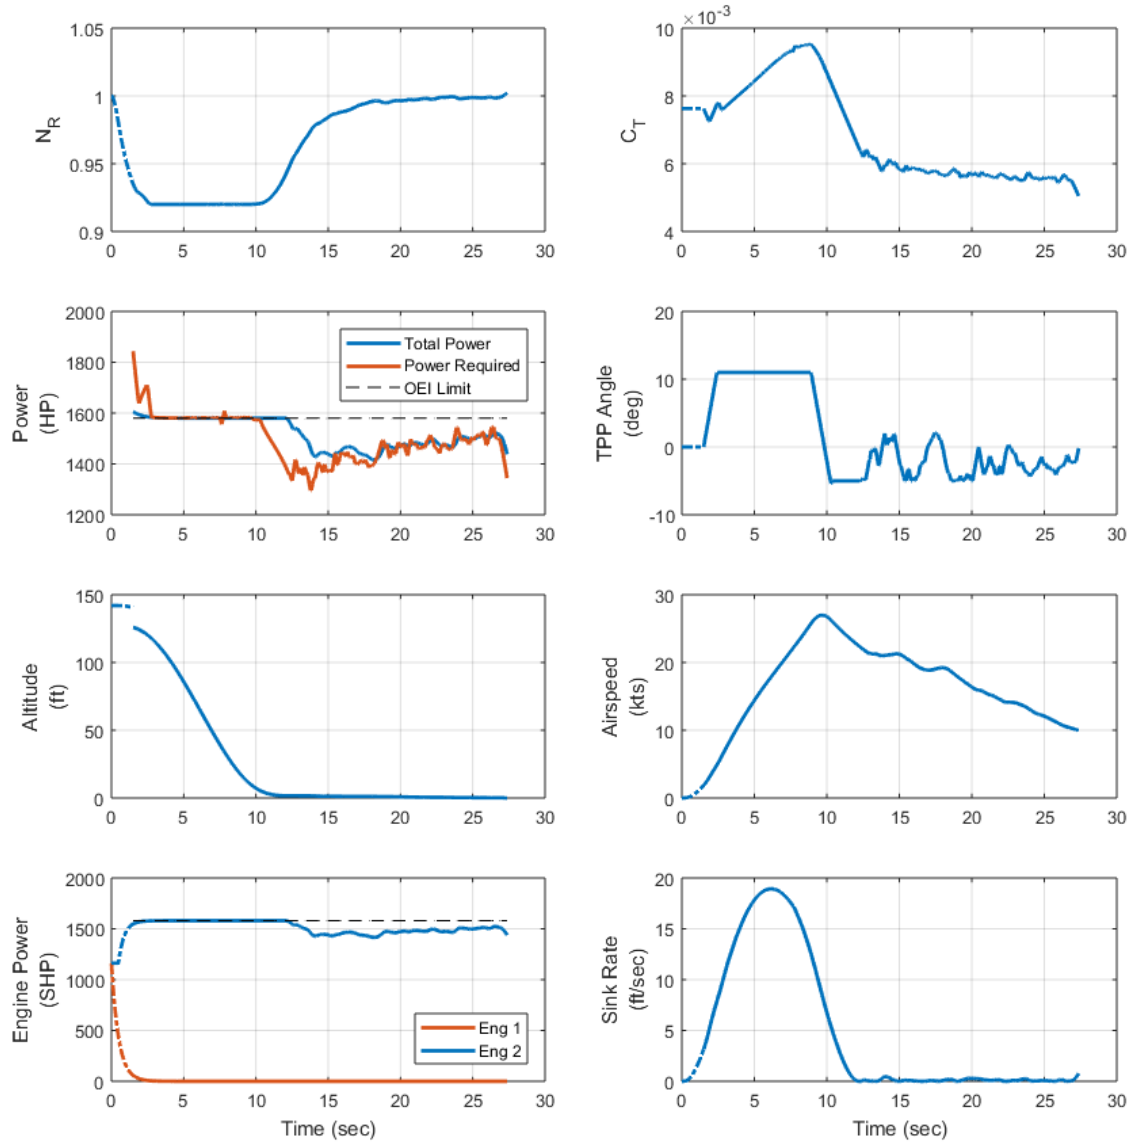 1.05
1
0.95
0.9
N_R
0 5 10 15 20 25 30
×10^-3
10
8
6
4
C_T
0 5 10 15 20 25 30
2000
1800
1600
1400
1200
Power
(HP)
Total Power
Power Required
OEI Limit
0 5 10 15 20 25 30
20
10
0
-10
TPP Angle
(deg)
0 5 10 15 20 25 30
150
100
50
0
Altitude
(ft)
0 5 10 15 20 25 30
30
20
10
0
Airspeed
(kts)
0 5 10 15 20 25 30
2000
1500
1000
500
0
Engine Power
(SHP)
Eng 1
Eng 2
0 5 10 15 20 25 30
Time (sec)
20
15
10
5
0
Sink Rate
(ft/sec)
0 5 10 15 20 25 30
Time (sec)